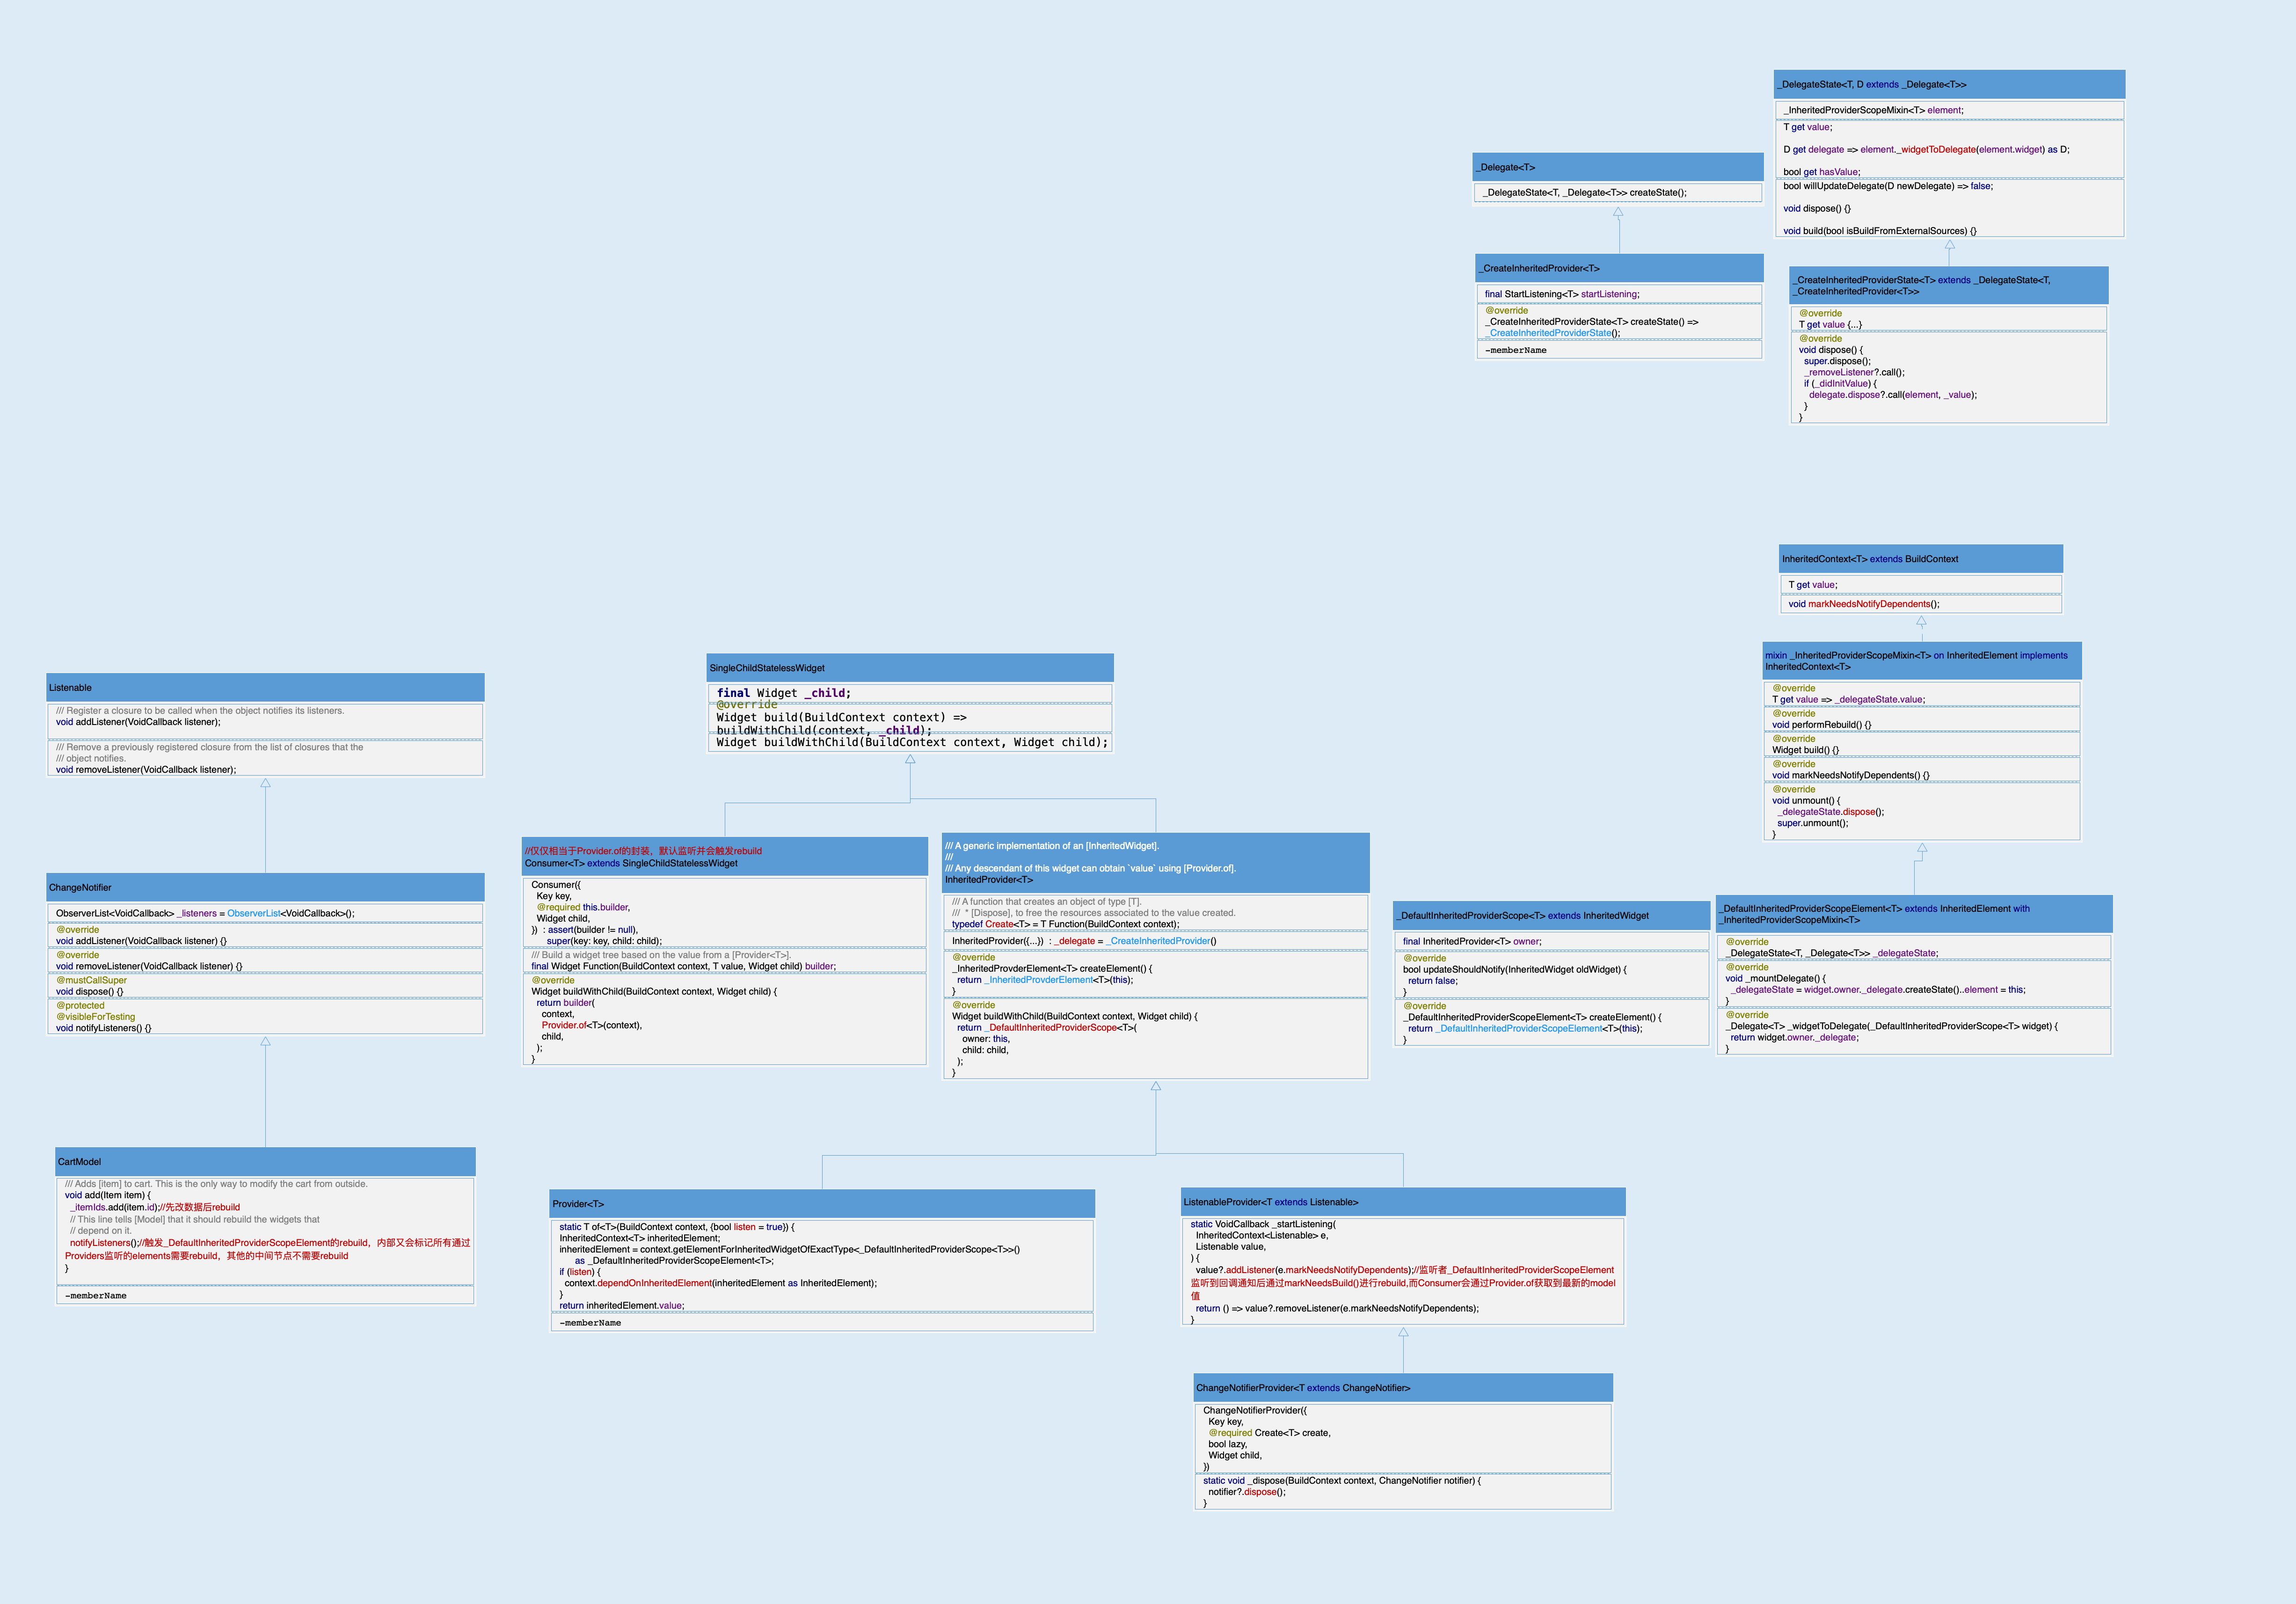 _DelegateState<T, D extends _Delegate<T>>
_InheritedProviderScopeMixin<T> element;
T get value;
D get delegate => element._widgetToDelegate(element.widget) as D;
bool get hasValue;
bool willUpdateDelegate(D newDelegate) => false;
void dispose() {}
void build(bool isBuildFromExternalSources) {}
_Delegate<T>
_DelegateState<T, _Delegate<T>> createState();
_CreateInheritedProvider<T>
final StartListening<T> startListening;
@override
_CreateInheritedProviderState<T> createState() =>
_CreateInheritedProviderState();
-memberName
_CreateInheritedProviderState<T> extends _DelegateState<T,
_CreateInheritedProvider<T>>
@override
T get value {...}
@override
void dispose() {
super.dispose();
_removeListener?.call();
if (_didInitValue) {
delegate.dispose?.call(element, _value);
}
}
InheritedContext<T> extends BuildContext
T get value;
void markNeedsNotifyDependents();
mixin _InheritedProviderScopeMixin<T> on InheritedElement implements
InheritedContext<T>
@override
T get value => _delegateState.value;
@override
void performRebuild() {}
@override
Widget build() {}
@override
void markNeedsNotifyDependents() {}
@override
void unmount() {
_delegateState.dispose();
super.unmount();
}
Listenable
/// Register a closure to be called when the object notifies its listeners.
void addListener(VoidCallback listener);
/// Remove a previously registered closure from the list of closures that the
/// object notifies.
void removeListener(VoidCallback listener);
SingleChildStatelessWidget
final Widget _child;
@override
Widget build(BuildContext context) =>
buildWithChild(context, _child);
Widget buildWithChild(BuildContext context, Widget child);
ChangeNotifier
ObserverList<VoidCallback> _listeners = ObserverList<VoidCallback>();
@override
void addListener(VoidCallback listener) {}
@override
void removeListener(VoidCallback listener) {}
@mustCallSuper
void dispose() {}
@protected
@visibleForTesting
void notifyListeners() {}
//仅仅相当于Provider.of的封装，默认监听并会触发rebuild
Consumer<T> extends SingleChildStatelessWidget
Consumer({
Key key,
@required this.builder,
Widget child,
})  : assert(builder != null),
super(key: key, child: child);
/// Build a widget tree based on the value from a [Provider<T>].
final Widget Function(BuildContext context, T value, Widget child) builder;
@override
Widget buildWithChild(BuildContext context, Widget child) {
return builder(
context,
Provider.of<T>(context),
child,
);
}
/// A generic implementation of an [InheritedWidget].
///
/// Any descendant of this widget can obtain `value` using [Provider.of].
InheritedProvider<T>
/// A function that creates an object of type [T].
///  * [Dispose], to free the resources associated to the value created.
typedef Create<T> = T Function(BuildContext context);
InheritedProvider({...})  : _delegate = _CreateInheritedProvider()
@override
_InheritedProvderElement<T> createElement() {
return _InheritedProvderElement<T>(this);
}
@override
Widget buildWithChild(BuildContext context, Widget child) {
return _DefaultInheritedProviderScope<T>(
owner: this,
child: child,
);
}
_DefaultInheritedProviderScope<T> extends InheritedWidget
final InheritedProvider<T> owner;
@override
bool updateShouldNotify(InheritedWidget oldWidget) {
return false;
}
@override
_DefaultInheritedProviderScopeElement<T> createElement() {
return _DefaultInheritedProviderScopeElement<T>(this);
}
_DefaultInheritedProviderScopeElement<T> extends InheritedElement with
_InheritedProviderScopeMixin<T>
@override
_DelegateState<T, _Delegate<T>> _delegateState;
@override
void _mountDelegate() {
_delegateState = widget.owner._delegate.createState()..element = this;
}
@override
_Delegate<T> _widgetToDelegate(_DefaultInheritedProviderScope<T> widget) {
return widget.owner._delegate;
}
CartModel
/// Adds [item] to cart. This is the only way to modify the cart from outside.
void add(Item item) {
_itemIds.add(item.id);//先改数据后rebuild
// This line tells [Model] that it should rebuild the widgets that
// depend on it.
notifyListeners();//触发_DefaultInheritedProviderScopeElement的rebuild，内部又会标记所有通过
Providers监听的elements需要rebuild，其他的中间节点不需要rebuild
}
-memberName
Provider<T>
static T of<T>(BuildContext context, {bool listen = true}) {
InheritedContext<T> inheritedElement;
inheritedElement = context.getElementForInheritedWidgetOfExactType<_DefaultInheritedProviderScope<T>>()
as _DefaultInheritedProviderScopeElement<T>;
if (listen) {
context.dependOnInheritedElement(inheritedElement as InheritedElement);
}
return inheritedElement.value;
-memberName
ListenableProvider<T extends Listenable>
static VoidCallback _startListening(
InheritedContext<Listenable> e,
Listenable value,
) {
value?.addListener(e.markNeedsNotifyDependents);//监听者_DefaultInheritedProviderScopeElement
监听到回调通知后通过markNeedsBuild()进行rebuild,而Consumer会通过Provider.of获取到最新的model
值
return () => value?.removeListener(e.markNeedsNotifyDependents);
}
ChangeNotifierProvider<T extends ChangeNotifier>
ChangeNotifierProvider({
Key key,
@required Create<T> create,
bool lazy,
Widget child,
})
static void _dispose(BuildContext context, ChangeNotifier notifier) {
notifier?.dispose();
}